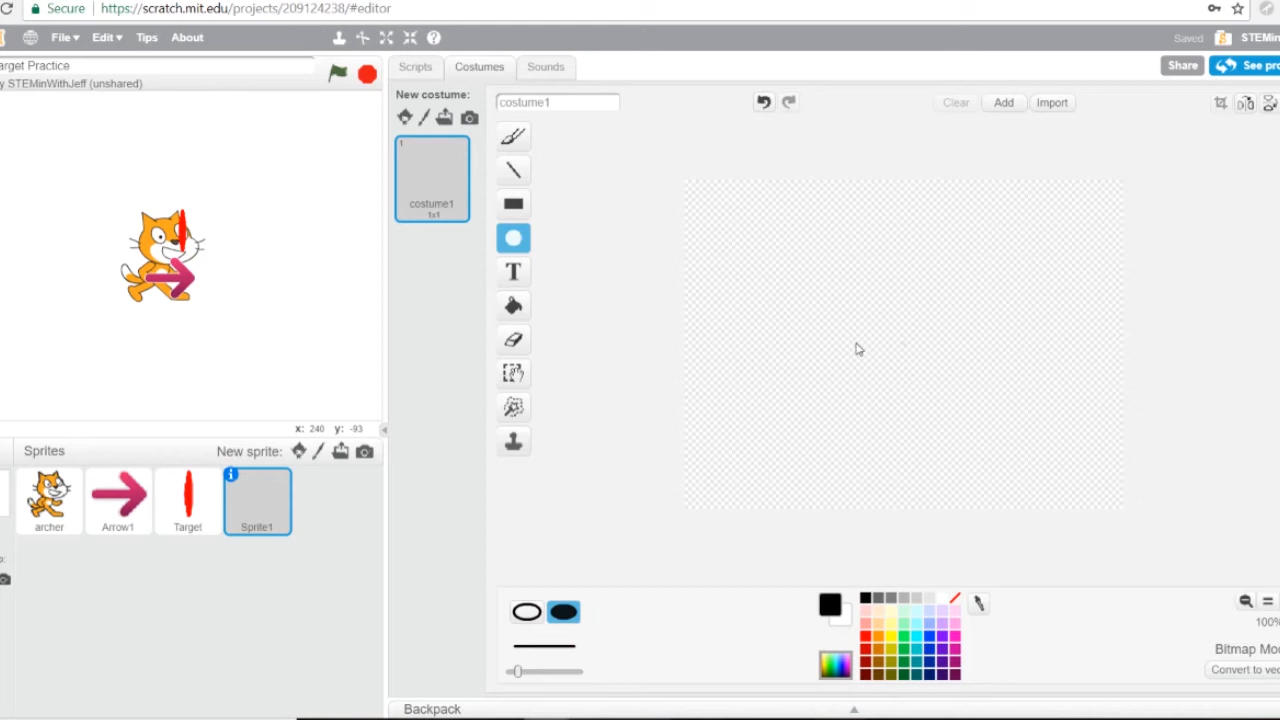 Secure https://scratch.mit.edu/projects/209124238/#editor
File Edit Tips About
Saved STEMin
arget Practice
y STEMinWithJeff (unshared)
Scripts Costumes Sounds
Share See pro
New costume:
costume1
Clear Add Import
1
costume1
1x1
T
x: 240 y: -93
Sprites New sprite:
archer Arrow1 Target Sprite1
100%
Bitmap Mo
Convert to vec
Backpack